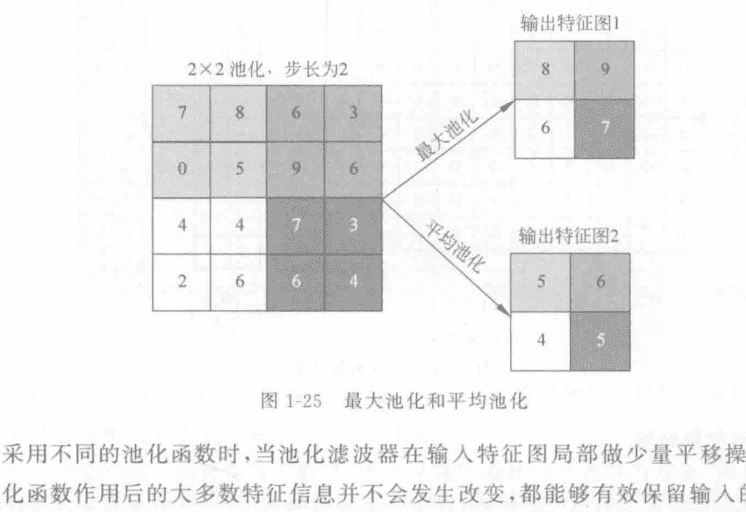 输出特征图1
2×2 池化，步长为2
8 9
6 7
7 8 6 3
0 5 9 6
4 4 7 3
2 6 6 4
最大池化
平均池化
输出特征图2
5 6
4 5
图 1-25 最大池化和平均池化
采用不同的池化函数时,当池化滤波器在输入特征图局部做少量平移操
化函数作用后的大多数特征信息并不会发生改变,都能够有效保留输入的